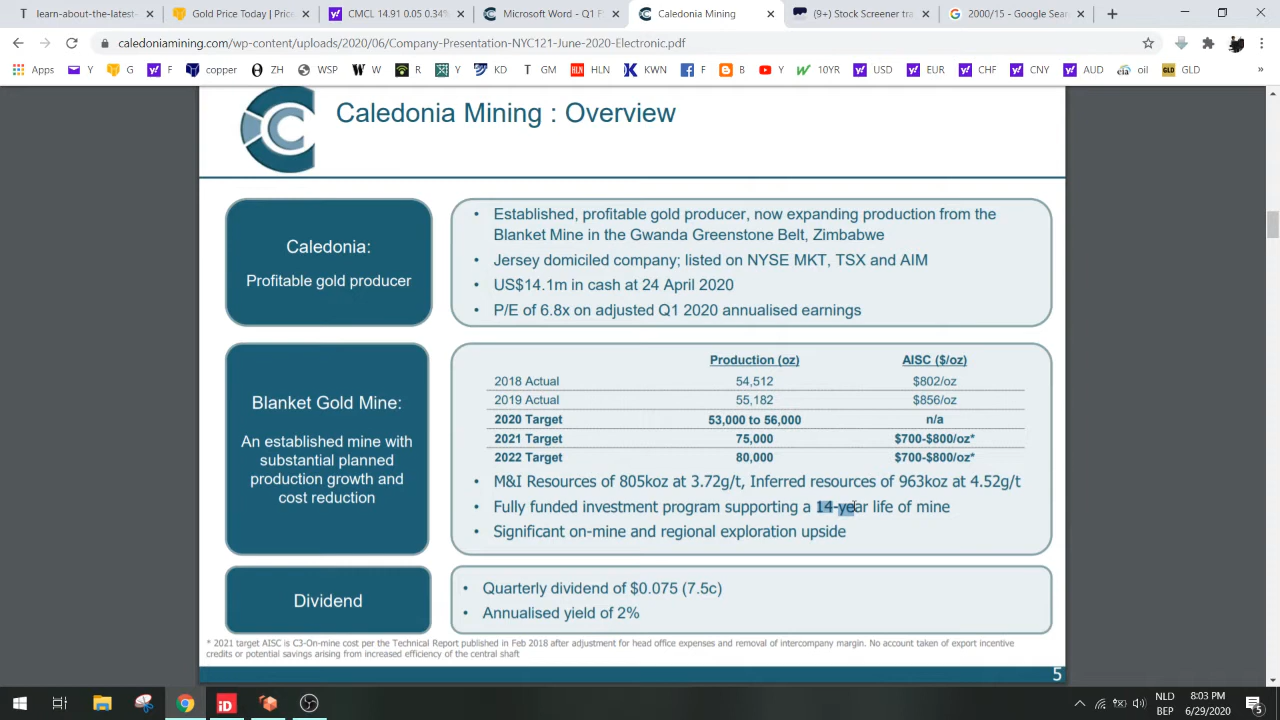 T about-the-latest-
Gold Price Today | Price
CMCL 14.91 0.05 0.34%
Microsoft Word - Q1 F
Caledonia Mining
(9+) Stock Screener tra
2000/15 - Google Sear
caledoniamining.com/wp-content/uploads/2020/06/Company-Presentation-NYC121-June-2020-Electronic.pdf
Apps Y G F copper ZH WSP W R Y KD T GM HLN HLN KWN F B Y 10YR USD EUR CHF CNY AUD eia oil GLD GLD »
C
Caledonia Mining : Overview
Caledonia:
Profitable gold producer
• Established, profitable gold producer, now expanding production from the
Blanket Mine in the Gwanda Greenstone Belt, Zimbabwe
• Jersey domiciled company; listed on NYSE MKT, TSX and AIM
• US$14.1m in cash at 24 April 2020
• P/E of 6.8x on adjusted Q1 2020 annualised earnings
Blanket Gold Mine:
An established mine with
substantial planned
production growth and
cost reduction
Production (oz) AISC ($/oz)
2018 Actual 54,512 $802/oz
2019 Actual 55,182 $856/oz
2020 Target 53,000 to 56,000 n/a
2021 Target 75,000 $700-$800/oz*
2022 Target 80,000 $700-$800/oz*
• M&I Resources of 805koz at 3.72g/t, Inferred resources of 963koz at 4.52g/t
• Fully funded investment program supporting a 14-year life of mine
• Significant on-mine and regional exploration upside
Dividend
• Quarterly dividend of $0.075 (7.5c)
• Annualised yield of 2%
* 2021 target AISC is C3-On-mine cost per the Technical Report published in Feb 2018 after adjustment for head office expenses and removal of intercompany margin. No account taken of export incentive
credits or potential savings arising from increased efficiency of the central shaft
5
iD
NLD 8:03 PM
BEP 6/29/2020
5